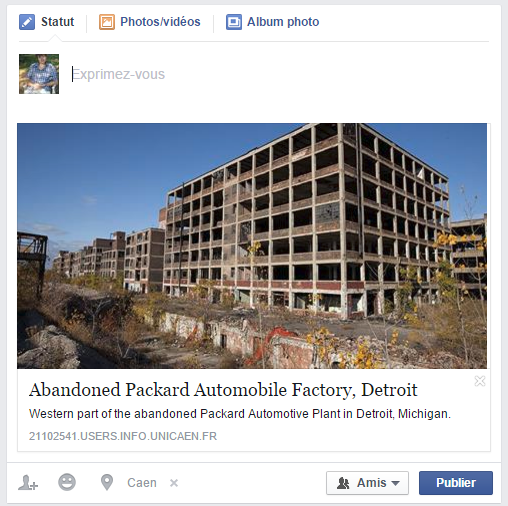 Statut Photos/vidéos Album photo
Exprimez-vous
Abandoned Packard Automobile Factory, Detroit
Western part of the abandoned Packard Automotive Plant in Detroit, Michigan.
21102541.USERS.INFO.UNICAEN.FR
Caen Amis Publier